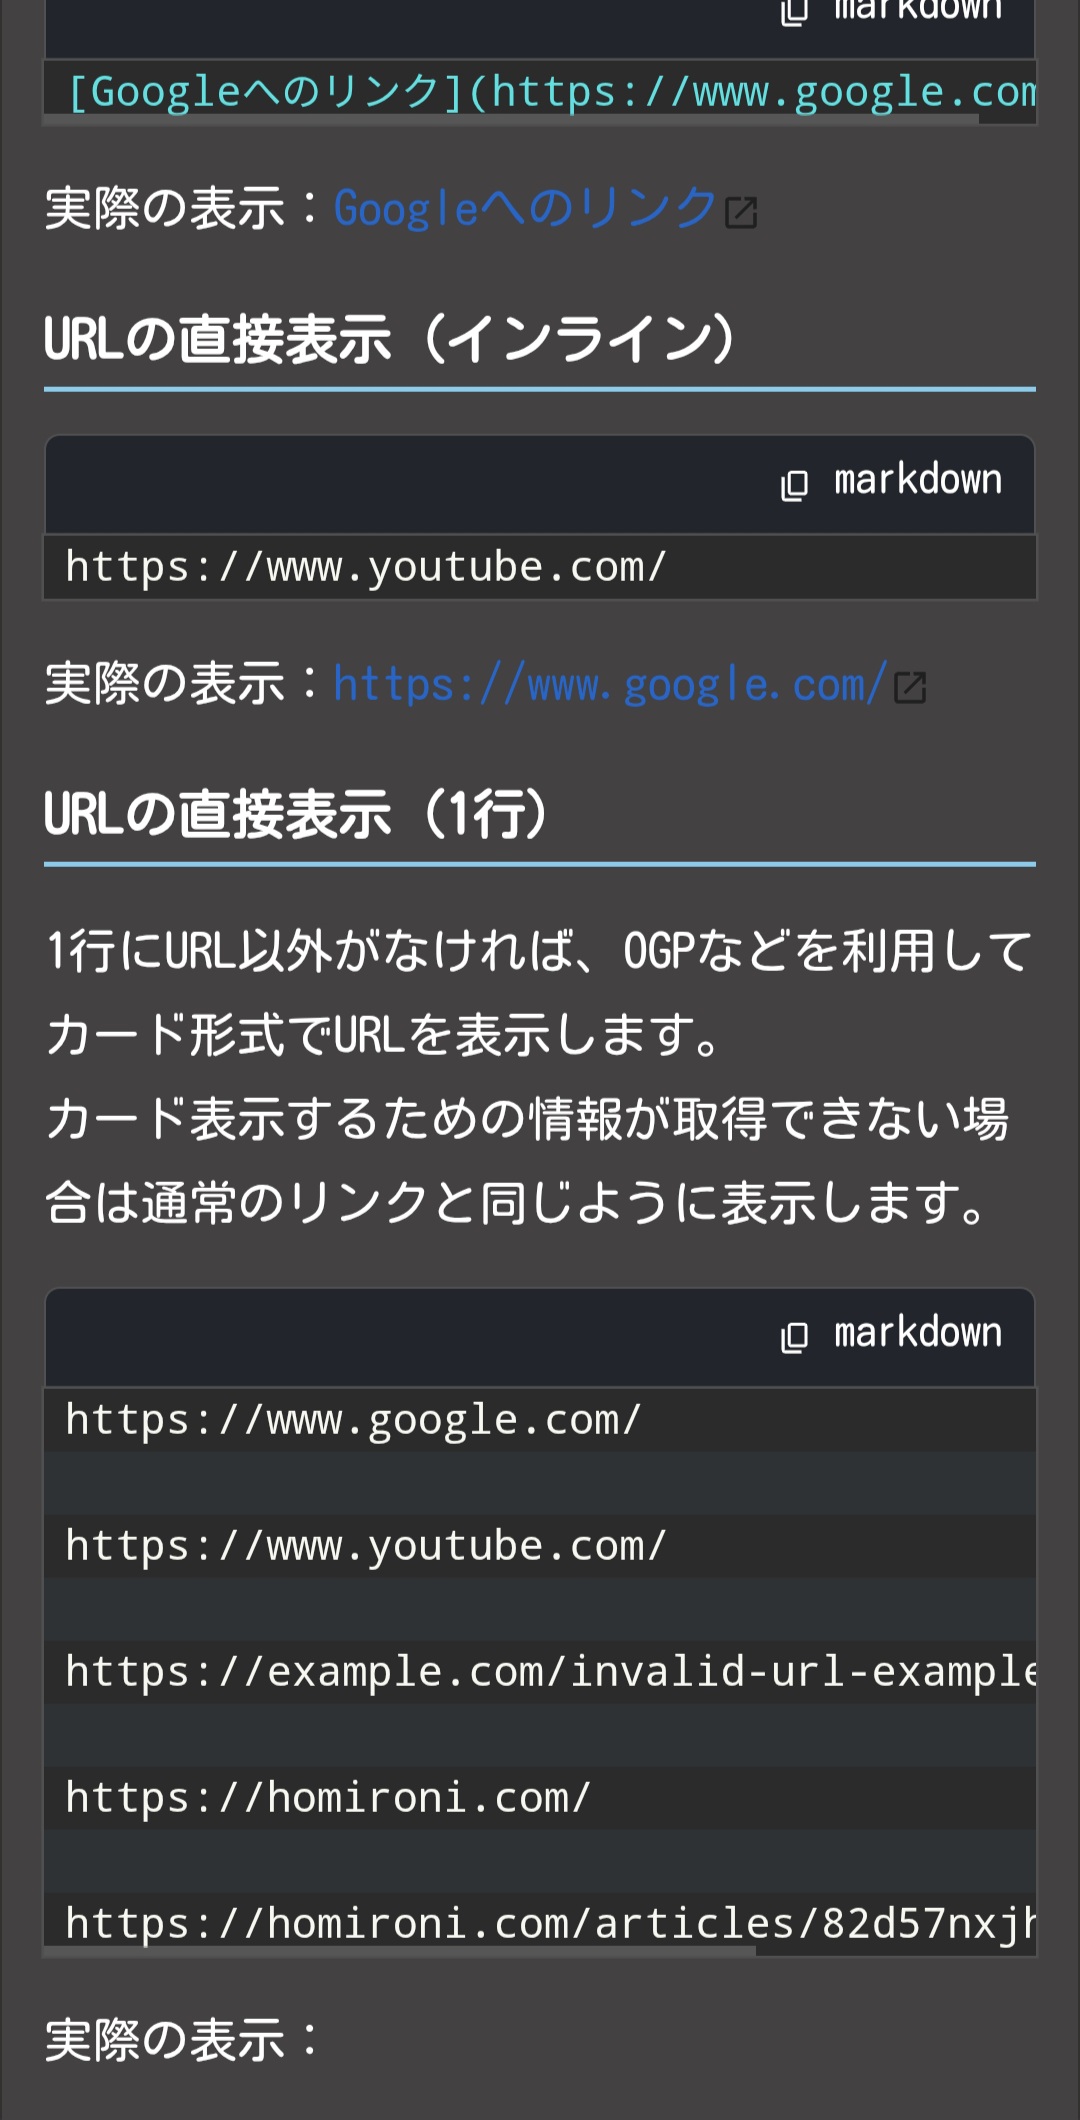 markdown
[Googleへのリンク](https://www.google.com
実際の表示：Googleへのリンク
URLの直接表示（インライン）
markdown
https://www.youtube.com/
実際の表示：https://www.google.com/
URLの直接表示（1行）
1行にURL以外がなければ、OGPなどを利用して
カード形式でURLを表示します。
カード表示するための情報が取得できない場
合は通常のリンクと同じように表示します。
markdown
https://www.google.com/
https://www.youtube.com/
https://example.com/invalid-url-example
https://homironi.com/
https://homironi.com/articles/82d57nxjh
実際の表示：